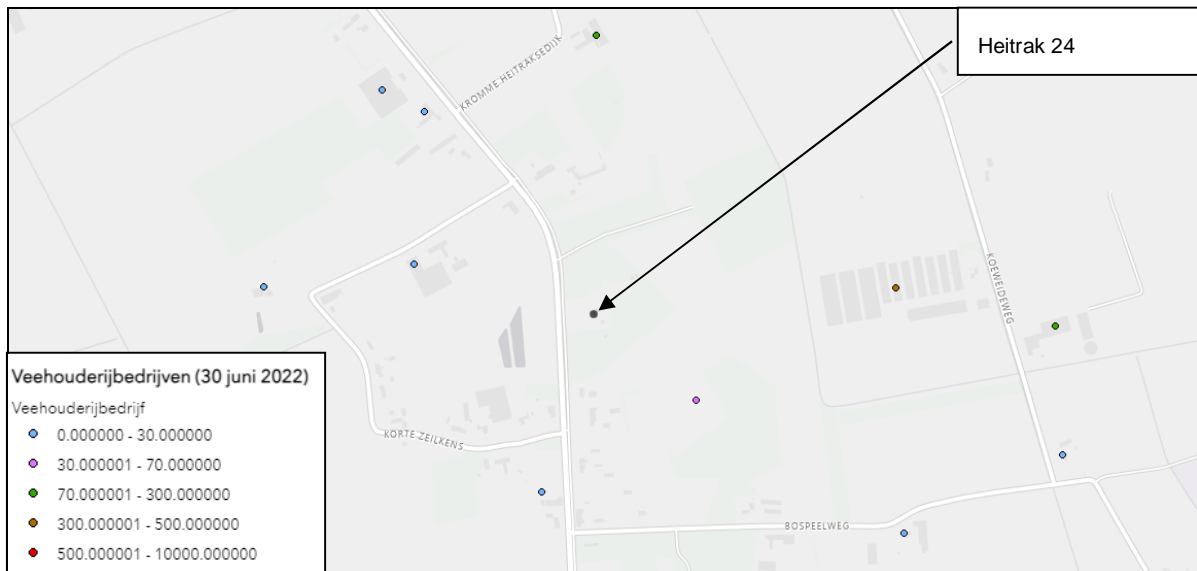 Heitrak 24
KROMME HEITRAKSEDIJK
KOEWEIDEWEG
KORTE ZEILKENS
BOSPEELWEG
Veehouderijbedrijven (30 juni 2022)
Veehouderijbedrijf
0.000000 - 30.000000
30.000001 - 70.000000
70.000001 - 300.000000
300.000001 - 500.000000
500.000001 - 10000.000000